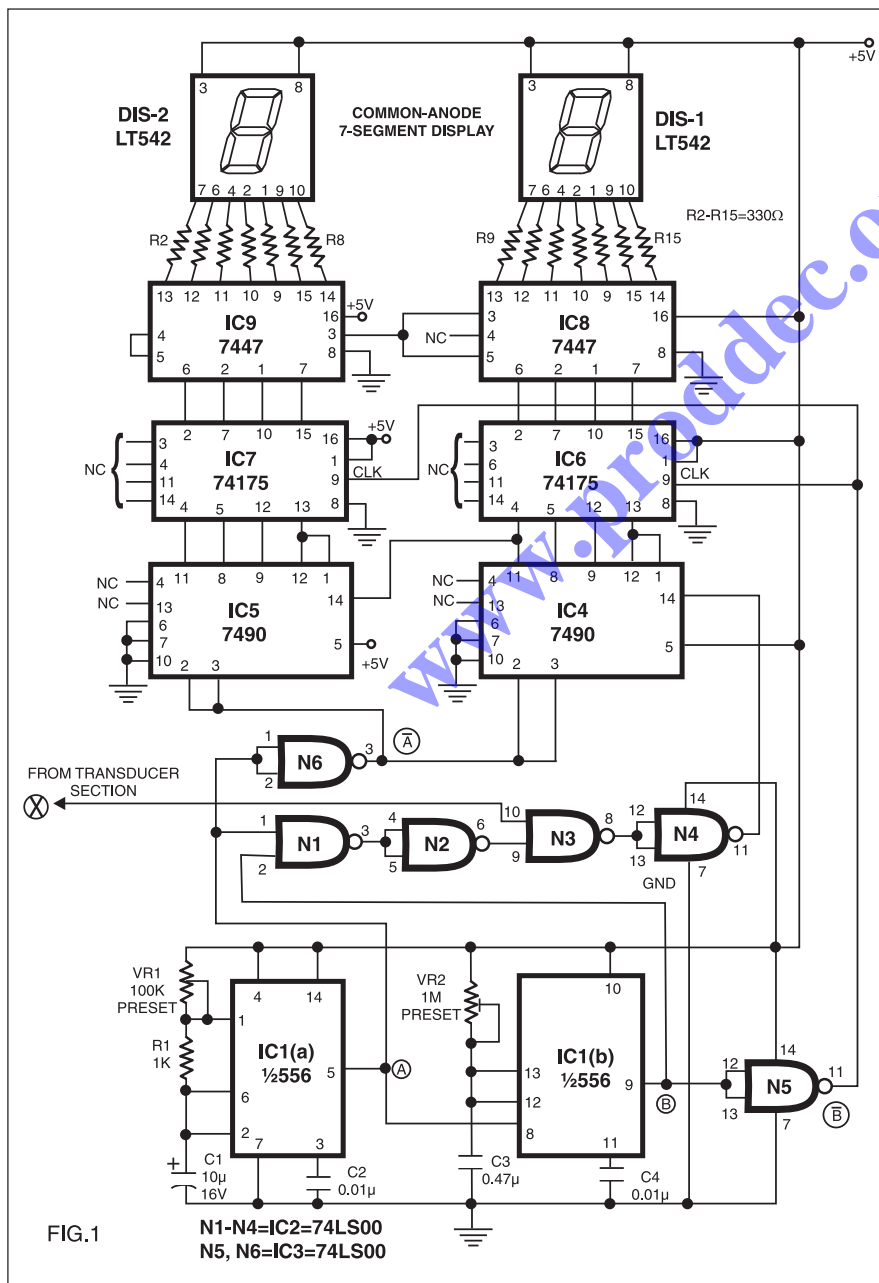 +5V
3 8
3 8
DIS-2
LT542
COMMON-ANODE
7-SEGMENT DISPLAY
DIS-1
LT542
7 6 4 2 1 9 10
7 6 4 2 1 9 10
R2-R15=330Ω
R2 R8
R9 R15
13 12 11 10 9 15 14
13 12 11 10 9 15 14
IC9
7447
4
5
16 +5V
3
8
6 2 1 7
IC8
7447
3
NC 4
5
16
8
6 2 1 7
2 7 10 15
IC7
74175
NC
3
4
11
14
16 +5V
1
CLK
9
8
4 5 12 13
2 7 10 15
IC6
74175
NC
3
6
11
14
16
1
CLK
9
8
4 5 12 13
11 8 9 12 1
IC5
7490
NC 4
NC 13
6
7
10
14
5
+5V
2 3
11 8 9 12 1
IC4
7490
NC 4
NC 13
6
7
10
14
5
2 3
1
2
N6
3
A̅
FROM TRANSDUCER
SECTION
X
1
2
N1
3
4
5
N2
6
10
9
N3
8
12
13
N4
14
11
7
GND
VR1
100K
PRESET
R1
1K
C1
10µ
16V
+
4 14
1
6
2
IC1(a)
½556
5
A
7 3
C2
0.01µ
VR2
1M
PRESET
10
13
12
8
IC1(b)
½556
9
B
11
C3
0.47µ
C4
0.01µ
12
13
N5
14
11
7
B̅
FIG.1
N1-N4=IC2=74LS00
N5, N6=IC3=74LS00